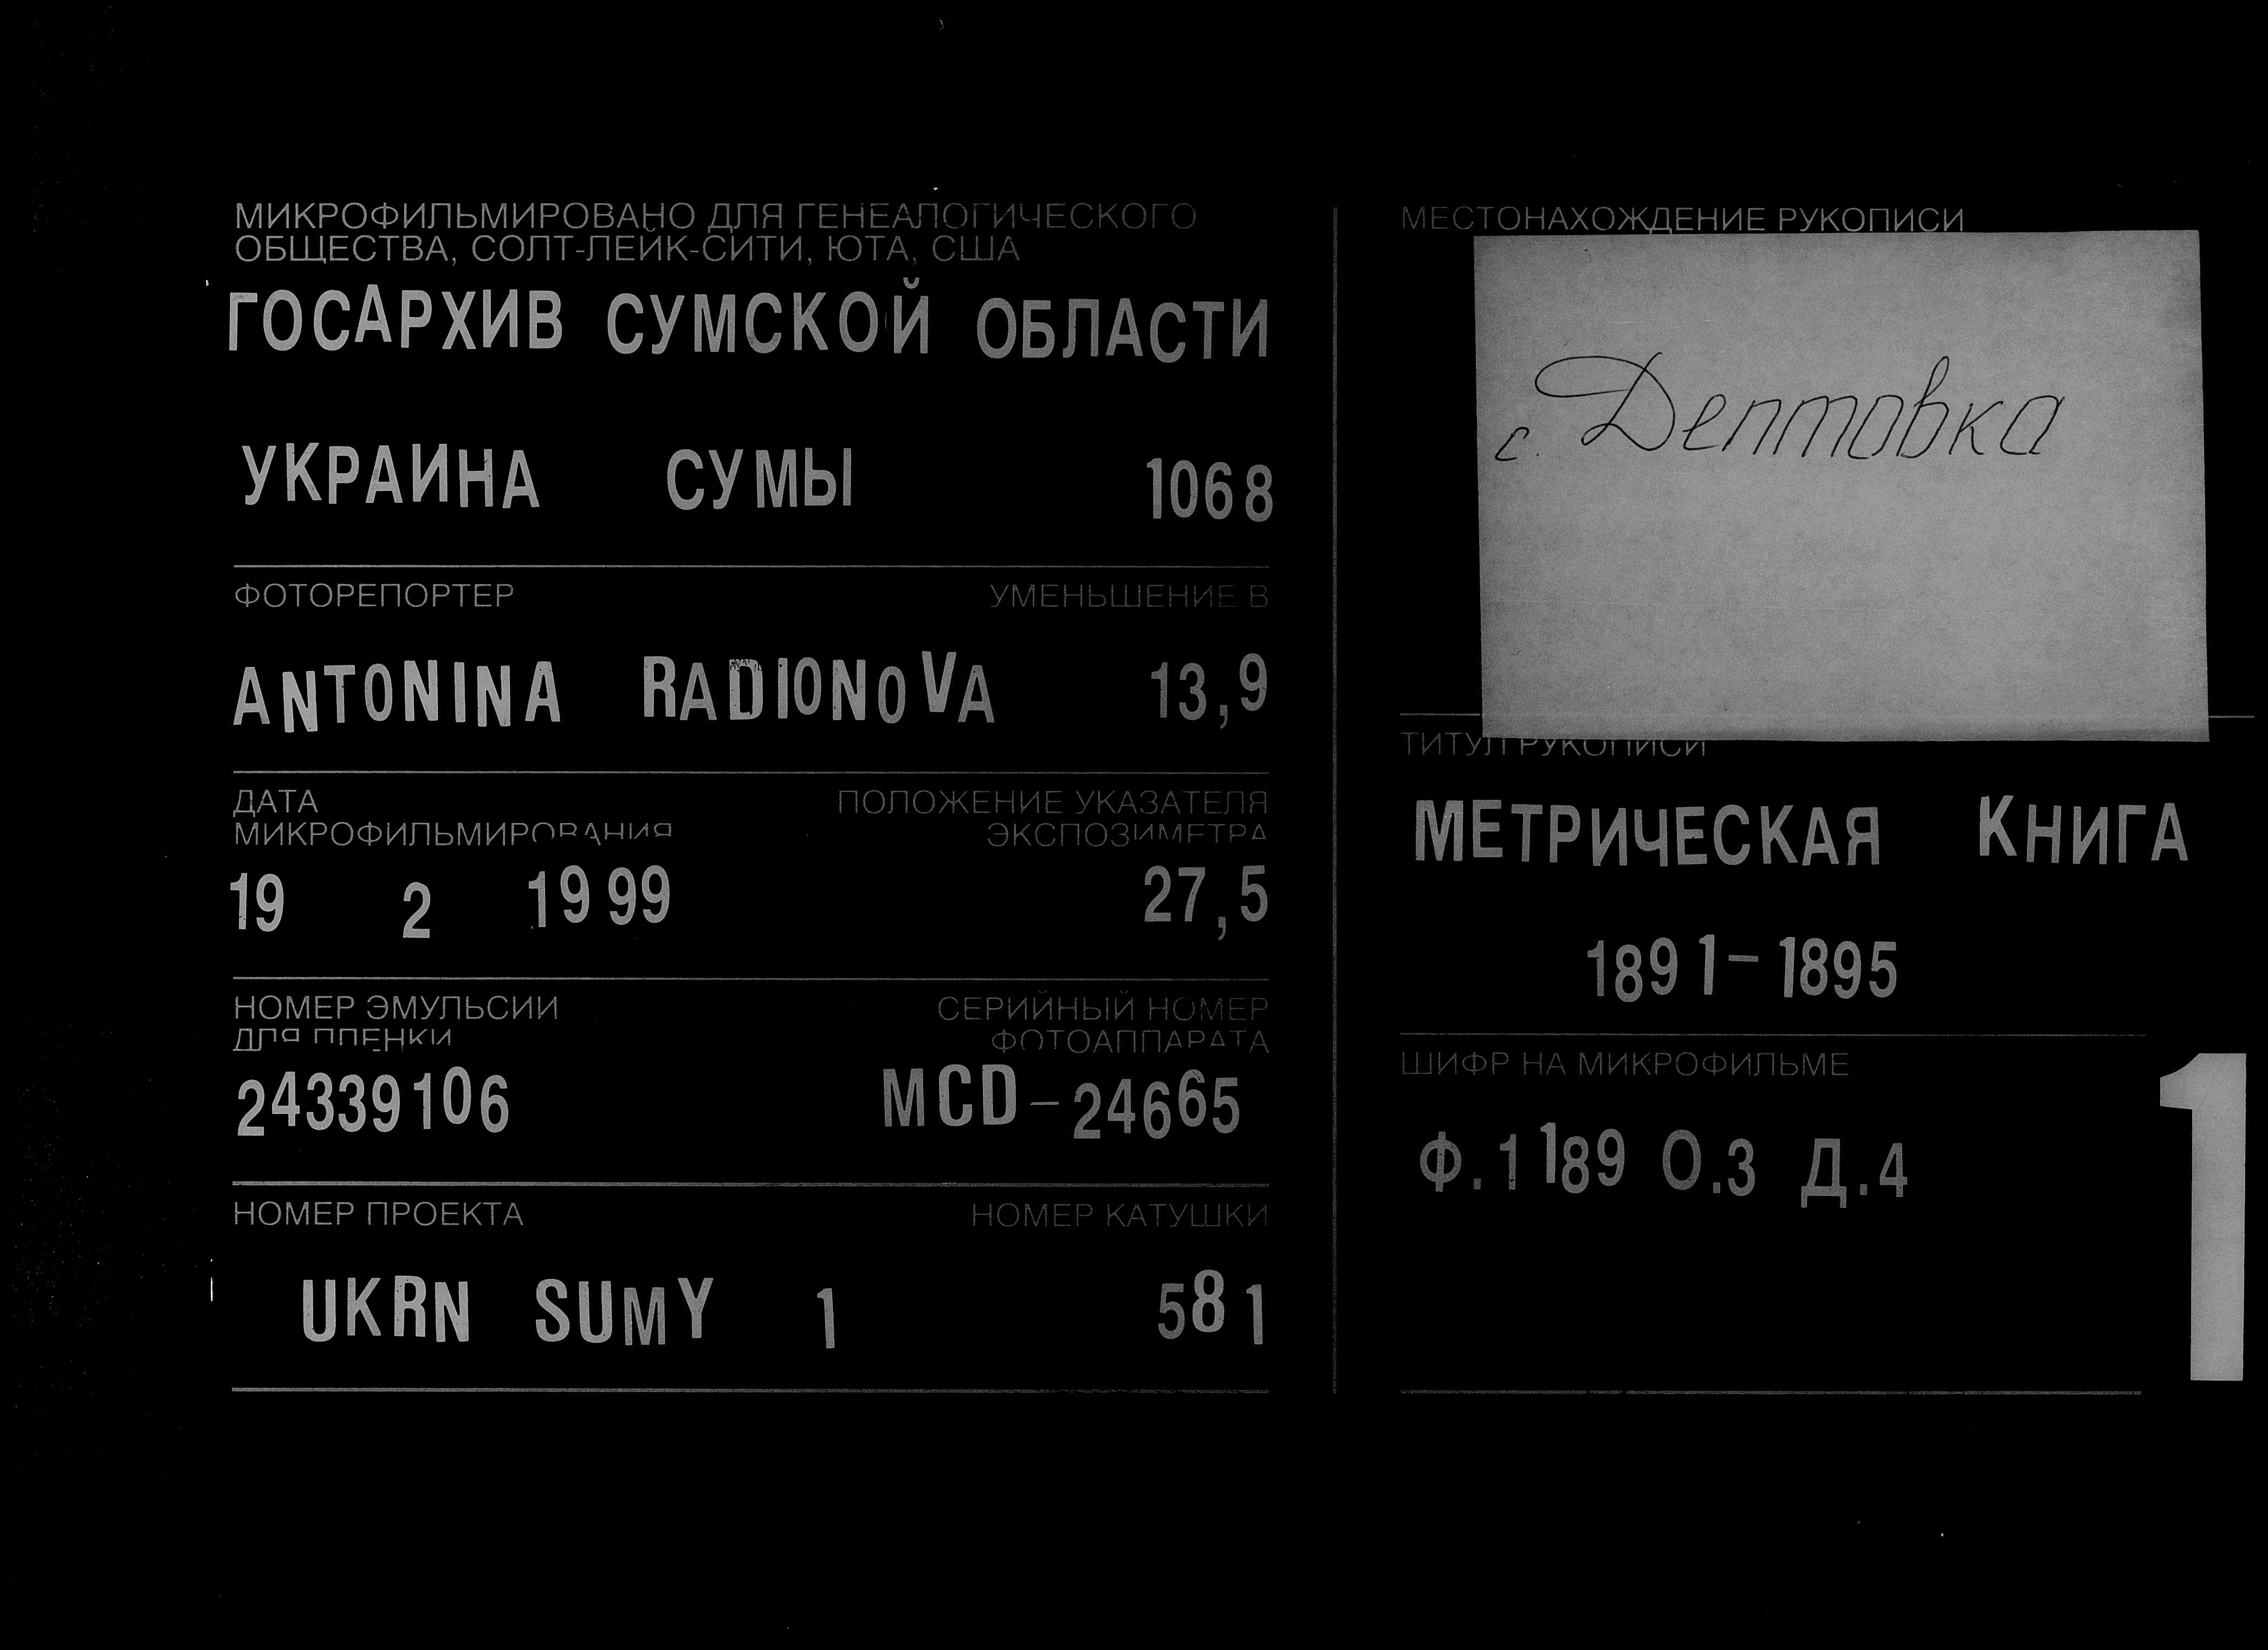 МИКРОФИЛЬМИРОВАНО ДЛЯ ГЕНЕАЛОГИЧЕСКОГО
ОБЩЕСТВА, СОЛТ-ЛЕЙК-СИТИ, ЮТА, США
ГОСАРХИВ СУМСКОЙ ОБЛАСТИ
УКРАИНА СУМЫ 1068
ФОТОРЕПОРТЕР УМЕНЬШЕНИЕ В
ANTONINA RADIONOVA 13,9
ДАТА
МИКРОФИЛЬМИРОВАНИЯ
ПОЛОЖЕНИЕ УКАЗАТЕЛЯ
ЭКСПОЗИМЕТРА
19 2 1999 27,5
НОМЕР ЭМУЛЬСИИ
ДЛЯ ПЛЕНКИ
СЕРИЙНЫЙ НОМЕР
ФОТОАППАРАТА
24339106 MCD-24665
НОМЕР ПРОЕКТА НОМЕР КАТУШКИ
UKRN SUMY 1 581
МЕСТОНАХОЖДЕНИЕ РУКОПИСИ
с. Дептовка
ТИТУЛ РУКОПИСИ
МЕТРИЧЕСКАЯ КНИГА
1891-1895
ШИФР НА МИКРОФИЛЬМЕ
Ф.1189 О.3 Д.4
1